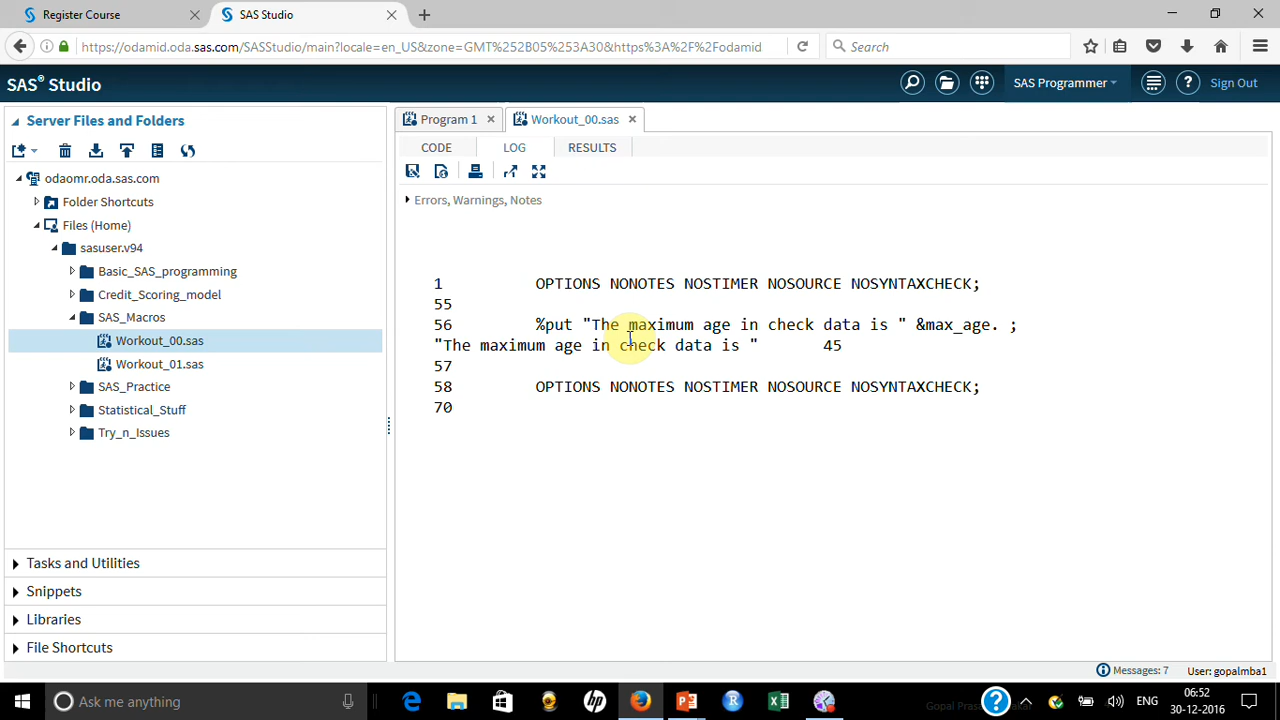 Register Course
SAS Studio
https://odamid.oda.sas.com/SASStudio/main?locale=en_US&zone=GMT%252B05%253A30&https%3A%2F%2Fodamid
Search
SAS® Studio
SAS Programmer
Sign Out
Server Files and Folders
odaomr.oda.sas.com
Folder Shortcuts
Files (Home)
sasuser.v94
Basic_SAS_programming
Credit_Scoring_model
SAS_Macros
Workout_00.sas
Workout_01.sas
SAS_Practice
Statistical_Stuff
Try_n_Issues
Tasks and Utilities
Snippets
Libraries
File Shortcuts
Program 1
Workout_00.sas
CODE
LOG
RESULTS
Errors, Warnings, Notes
1 OPTIONS NONOTES NOSTIMER NOSOURCE NOSYNTAXCHECK;
55
56 %put "The maximum age in check data is " &max_age. ;
"The maximum age in check data is " 45
57
58 OPTIONS NONOTES NOSTIMER NOSOURCE NOSYNTAXCHECK;
70
Messages: 7
User: gopalmba1
Ask me anything
ENG
06:52
30-12-2016